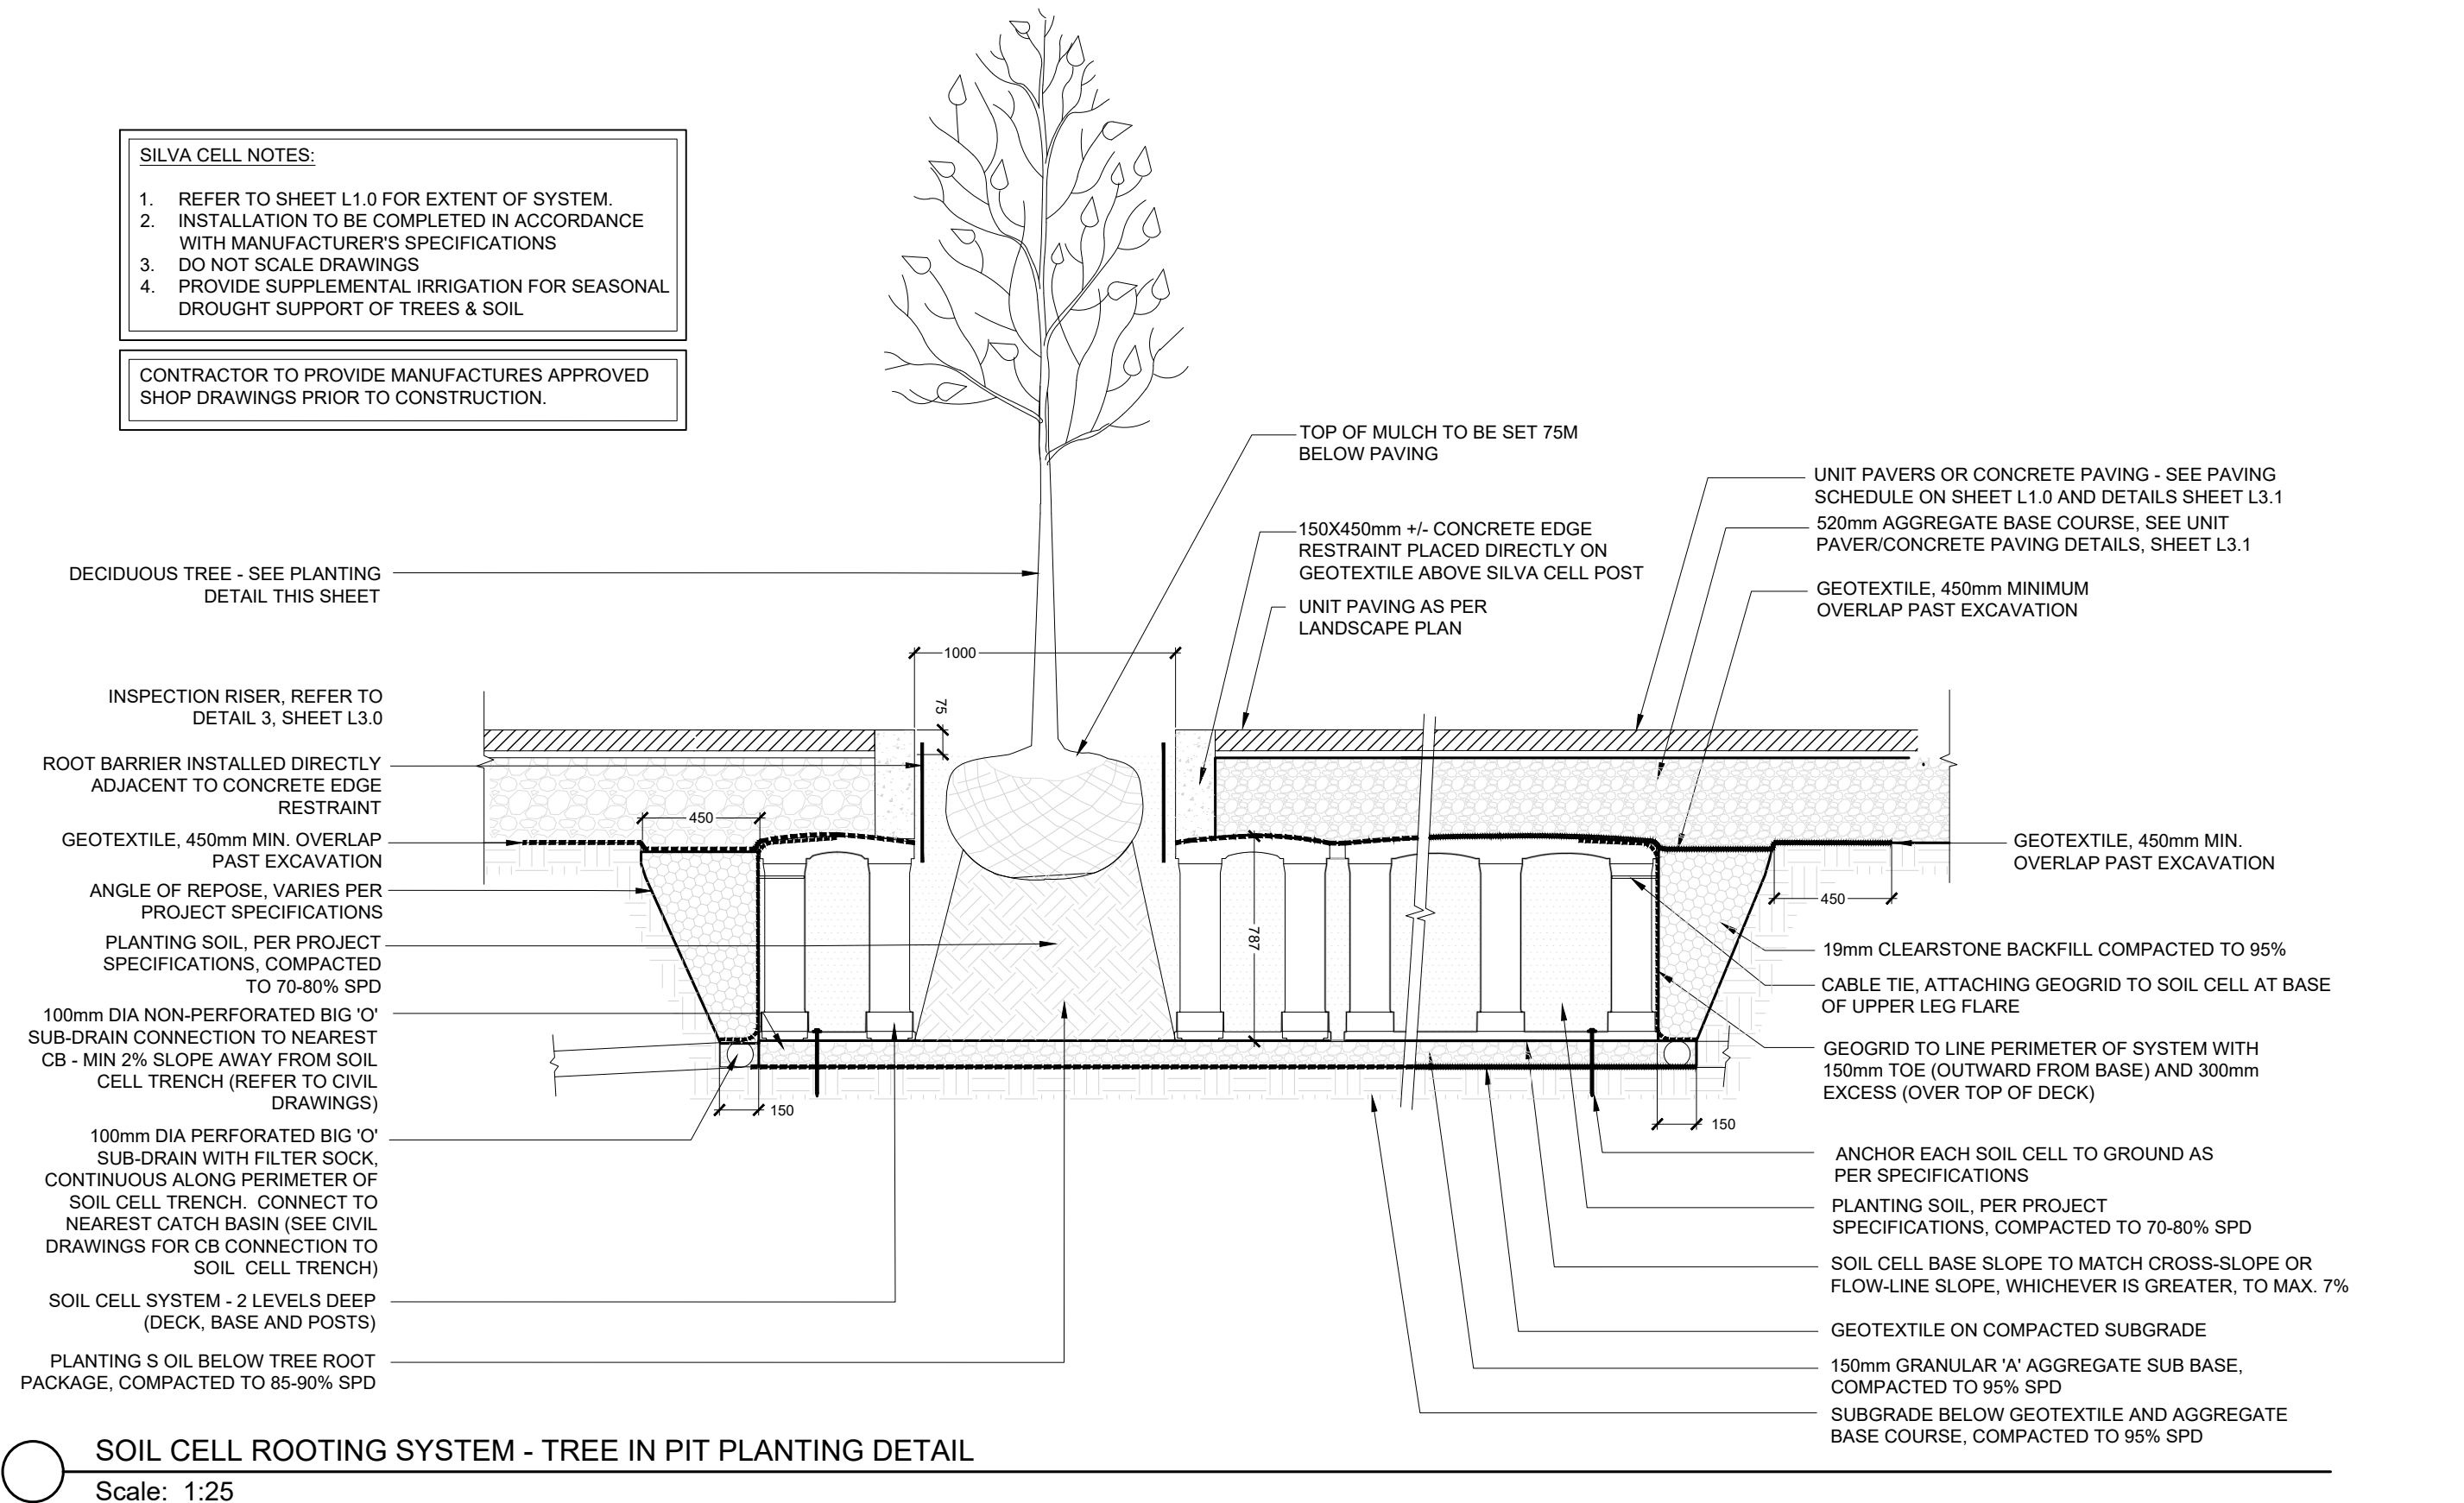 SILVA CELL NOTES:
1. REFER TO SHEET L1.0 FOR EXTENT OF SYSTEM.
2. INSTALLATION TO BE COMPLETED IN ACCORDANCE
WITH MANUFACTURER'S SPECIFICATIONS
3. DO NOT SCALE DRAWINGS
4. PROVIDE SUPPLEMENTAL IRRIGATION FOR SEASONAL
DROUGHT SUPPORT OF TREES & SOIL
CONTRACTOR TO PROVIDE MANUFACTURES APPROVED
SHOP DRAWINGS PRIOR TO CONSTRUCTION.
DECIDUOUS TREE - SEE PLANTING
DETAIL THIS SHEET
INSPECTION RISER, REFER TO
DETAIL 3, SHEET L3.0
ROOT BARRIER INSTALLED DIRECTLY
ADJACENT TO CONCRETE EDGE
RESTRAINT
GEOTEXTILE, 450mm MIN. OVERLAP
PAST EXCAVATION
ANGLE OF REPOSE, VARIES PER
PROJECT SPECIFICATIONS
PLANTING SOIL, PER PROJECT
SPECIFICATIONS, COMPACTED
TO 70-80% SPD
100mm DIA NON-PERFORATED BIG 'O'
SUB-DRAIN CONNECTION TO NEAREST
CB - MIN 2% SLOPE AWAY FROM SOIL
CELL TRENCH (REFER TO CIVIL
DRAWINGS)
100mm DIA PERFORATED BIG 'O'
SUB-DRAIN WITH FILTER SOCK,
CONTINUOUS ALONG PERIMETER OF
SOIL CELL TRENCH. CONNECT TO
NEAREST CATCH BASIN (SEE CIVIL
DRAWINGS FOR CB CONNECTION TO
SOIL CELL TRENCH)
SOIL CELL SYSTEM - 2 LEVELS DEEP
(DECK, BASE AND POSTS)
PLANTING S OIL BELOW TREE ROOT
PACKAGE, COMPACTED TO 85-90% SPD
1000
75
450
787
450
150
150
TOP OF MULCH TO BE SET 75M
BELOW PAVING
150X450mm +/- CONCRETE EDGE
RESTRAINT PLACED DIRECTLY ON
GEOTEXTILE ABOVE SILVA CELL POST
UNIT PAVING AS PER
LANDSCAPE PLAN
UNIT PAVERS OR CONCRETE PAVING - SEE PAVING
SCHEDULE ON SHEET L1.0 AND DETAILS SHEET L3.1
520mm AGGREGATE BASE COURSE, SEE UNIT
PAVER/CONCRETE PAVING DETAILS, SHEET L3.1
GEOTEXTILE, 450mm MINIMUM
OVERLAP PAST EXCAVATION
GEOTEXTILE, 450mm MIN.
OVERLAP PAST EXCAVATION
19mm CLEARSTONE BACKFILL COMPACTED TO 95%
CABLE TIE, ATTACHING GEOGRID TO SOIL CELL AT BASE
OF UPPER LEG FLARE
GEOGRID TO LINE PERIMETER OF SYSTEM WITH
150mm TOE (OUTWARD FROM BASE) AND 300mm
EXCESS (OVER TOP OF DECK)
ANCHOR EACH SOIL CELL TO GROUND AS
PER SPECIFICATIONS
PLANTING SOIL, PER PROJECT
SPECIFICATIONS, COMPACTED TO 70-80% SPD
SOIL CELL BASE SLOPE TO MATCH CROSS-SLOPE OR
FLOW-LINE SLOPE, WHICHEVER IS GREATER, TO MAX. 7%
GEOTEXTILE ON COMPACTED SUBGRADE
150mm GRANULAR 'A' AGGREGATE SUB BASE,
COMPACTED TO 95% SPD
SUBGRADE BELOW GEOTEXTILE AND AGGREGATE
BASE COURSE, COMPACTED TO 95% SPD
SOIL CELL ROOTING SYSTEM - TREE IN PIT PLANTING DETAIL
Scale: 1:25